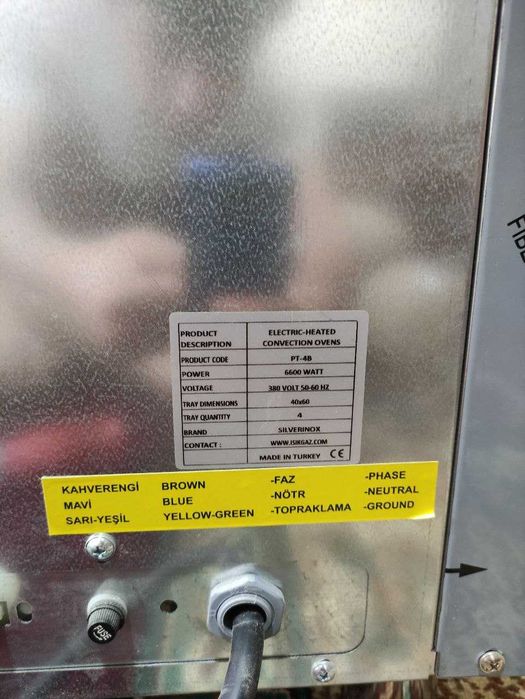 FIBE
PRODUCT DESCRIPTION ELECTRIC-HEATED CONVECTION OVENS
PRODUCT CODE PT-4B
POWER 6600 WATT
VOLTAGE 380 VOLT 50-60 HZ
TRAY DIMENSIONS 40x60
TRAY QUANTITY 4
BRAND SILVERINOX
CONTACT : WWW.ISIKGAZ.COM
MADE IN TURKEY CE
KAHVERENGİ BROWN -FAZ -PHASE
MAVİ BLUE -NÖTR -NEUTRAL
SARI-YEŞİL YELLOW-GREEN -TOPRAKLAMA -GROUND
FUSE